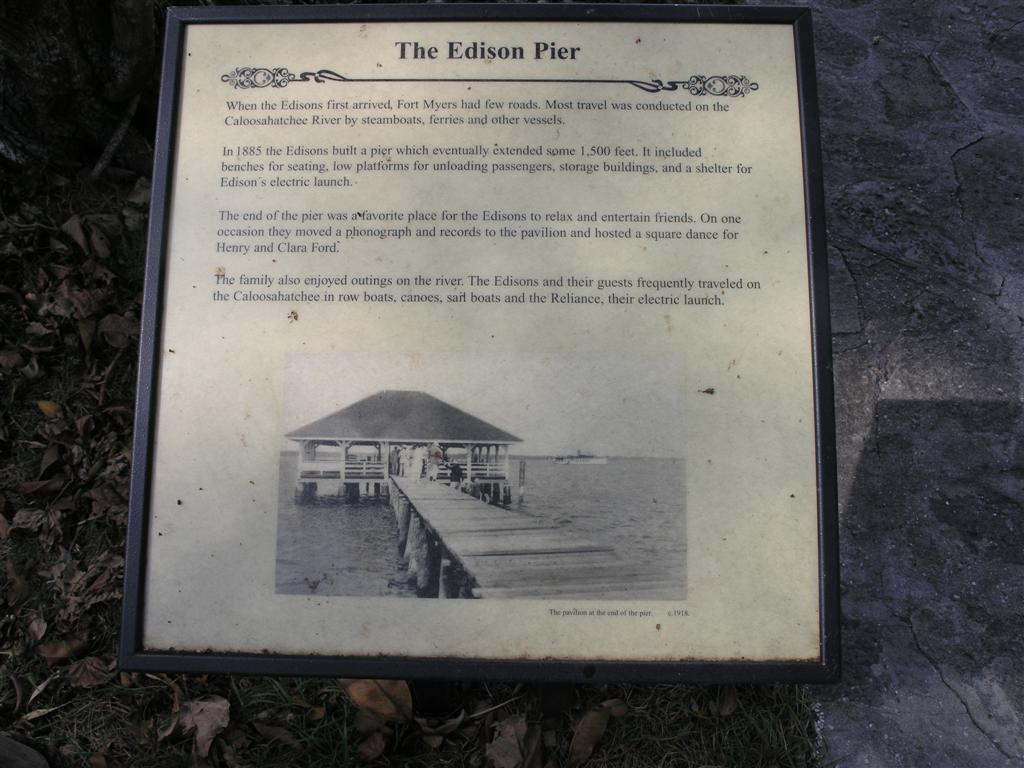 The Edison Pier
When the Edisons first arrived, Fort Myers had few roads. Most travel was conducted on the
Caloosahatchee River by steamboats, ferries and other vessels.
In 1885 the Edisons built a pier which eventually extended some 1,500 feet. It included
benches for seating, low platforms for unloading passengers, storage buildings, and a shelter for
Edison's electric launch.
The end of the pier was a favorite place for the Edisons to relax and entertain friends. On one
occasion they moved a phonograph and records to the pavilion and hosted a square dance for
Henry and Clara Ford.
The family also enjoyed outings on the river. The Edisons and their guests frequently traveled on
the Caloosahatchee in row boats, canoes, sail boats and the Reliance, their electric launch.
The pavilion at the end of the pier. c.1918.